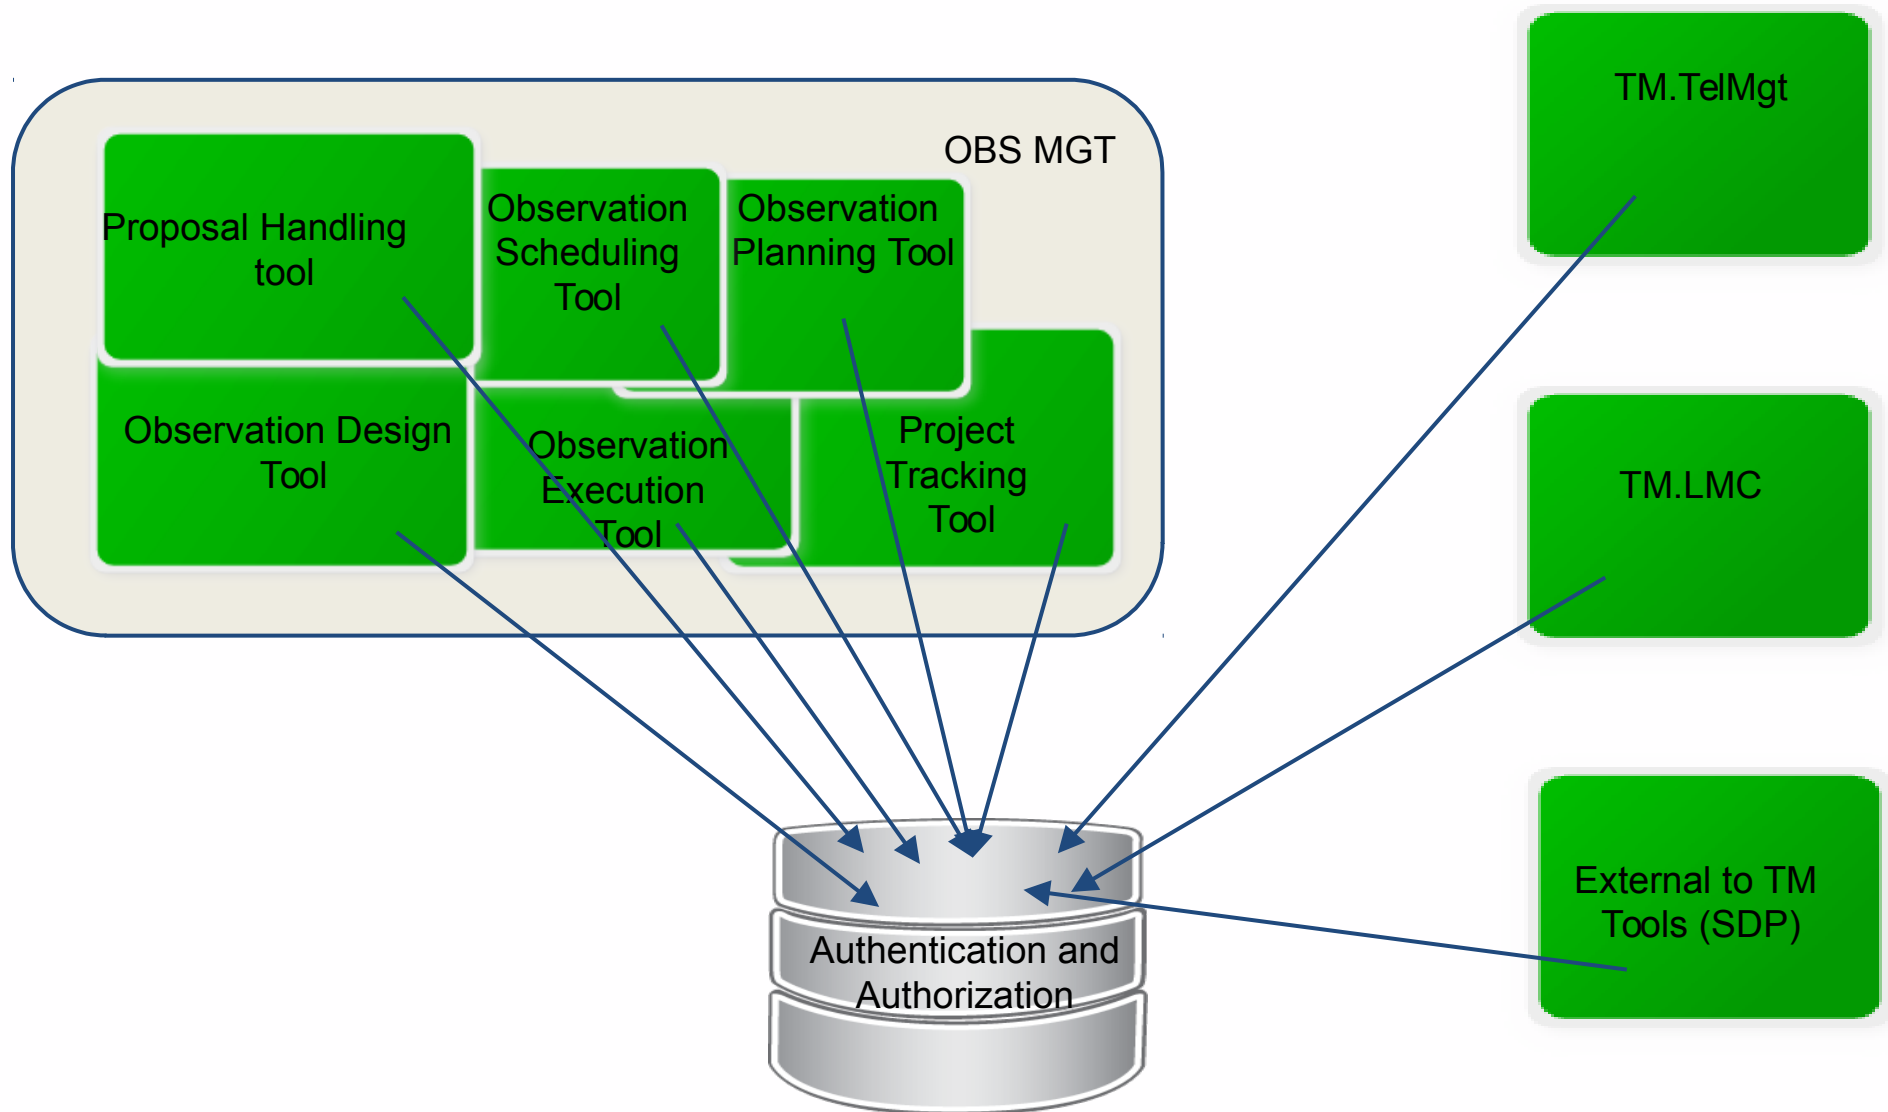 OBS MGT
Proposal Handling
tool
Observation
Scheduling
Tool
Observation
Planning Tool
Observation Design
Tool
Observation
Execution
Tool
Project
Tracking
Tool
TM.TelMgt
TM.LMC
External to TM
Tools (SDP)
Authentication and
Authorization